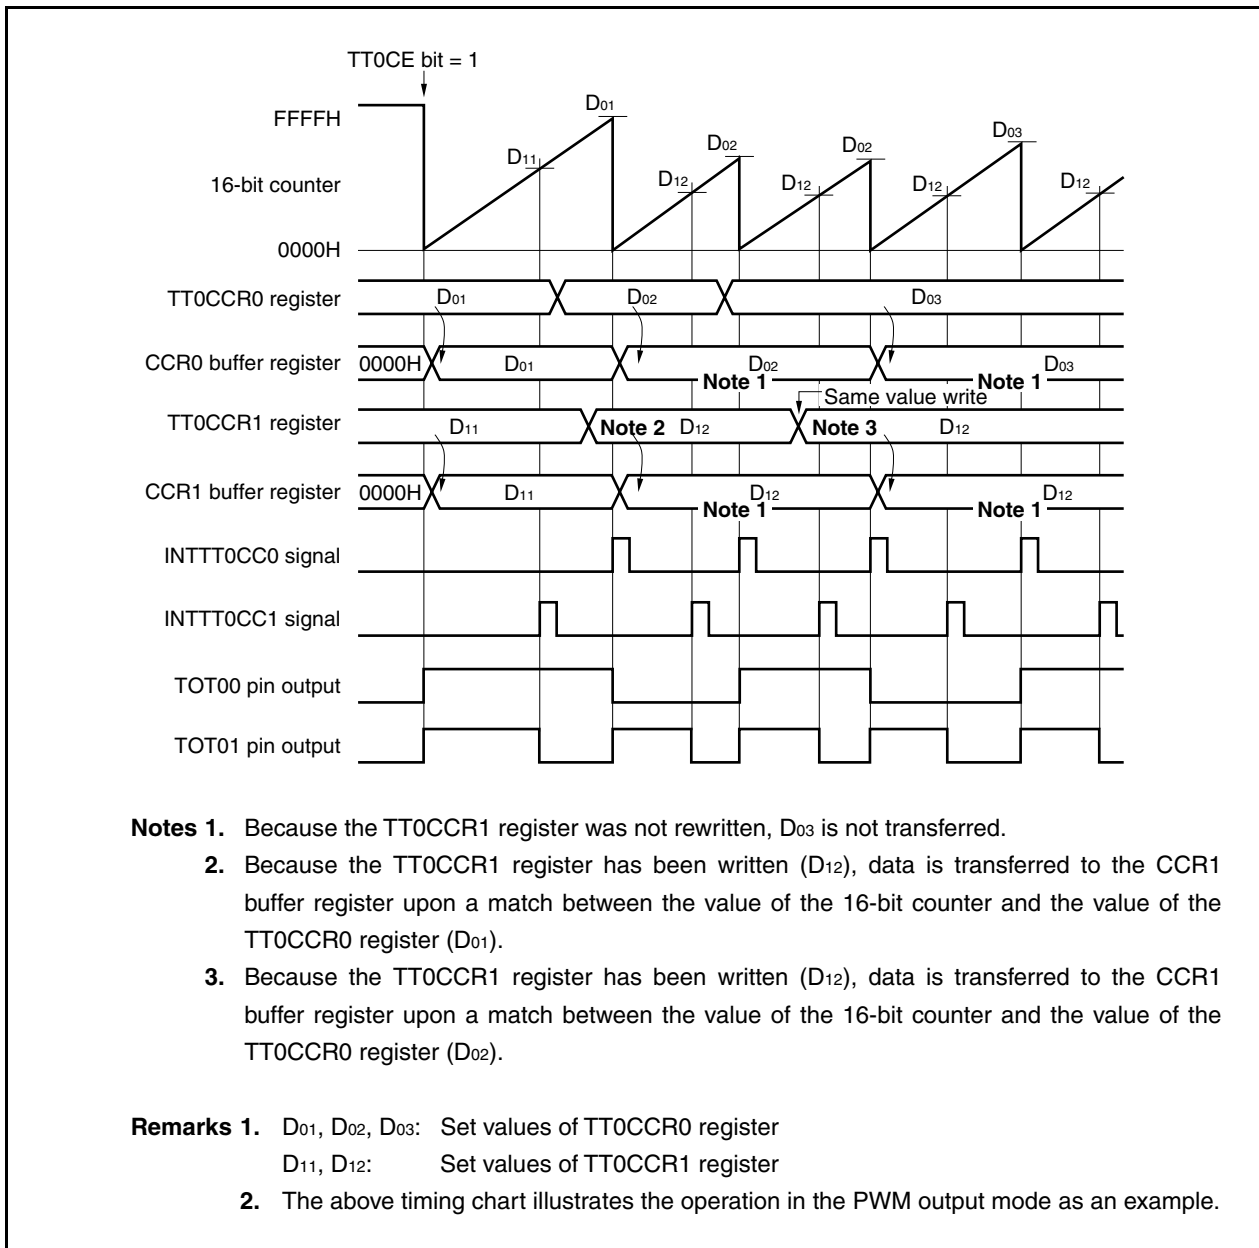 TT0CE bit = 1
FFFFH
D01
D11
D02
D02
D03
16-bit counter
D12
D12
D12
D12
0000H
TT0CCR0 register
D01
D02
D03
CCR0 buffer register
0000H
D01
D02
D03
Note 1
Note 1
Same value write
TT0CCR1 register
D11
Note 2
D12
Note 3
D12
CCR1 buffer register
0000H
D11
D12
D12
Note 1
Note 1
INTTT0CC0 signal
INTTT0CC1 signal
TOT00 pin output
TOT01 pin output
Notes 1. Because the TT0CCR1 register was not rewritten, D03 is not transferred.
2. Because the TT0CCR1 register has been written (D12), data is transferred to the CCR1
buffer register upon a match between the value of the 16-bit counter and the value of the
TT0CCR0 register (D01).
3. Because the TT0CCR1 register has been written (D12), data is transferred to the CCR1
buffer register upon a match between the value of the 16-bit counter and the value of the
TT0CCR0 register (D02).
Remarks 1. D01, D02, D03: Set values of TT0CCR0 register
D11, D12: Set values of TT0CCR1 register
2. The above timing chart illustrates the operation in the PWM output mode as an example.